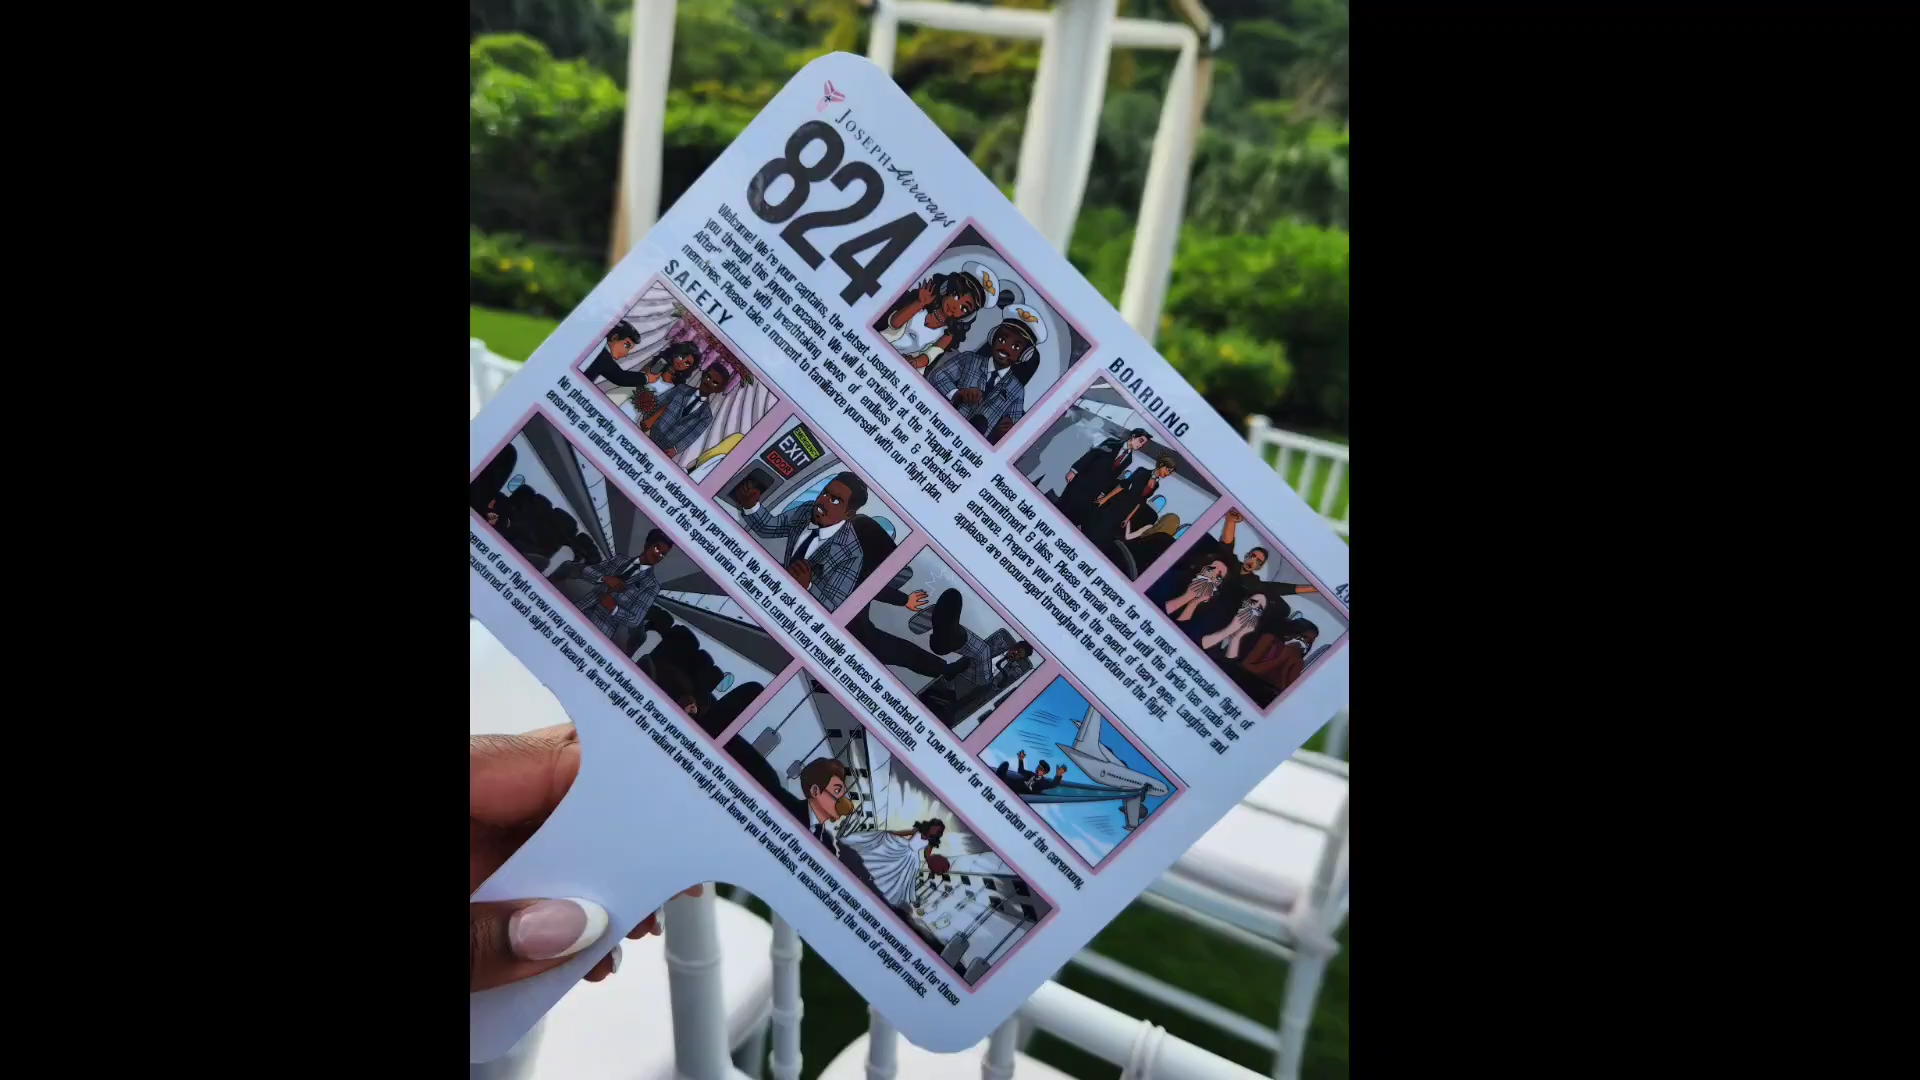 JOSEPH Airways
824
Welcome! We're your captains, the Jetset Josephs. It is our honor to guide
you through this joyous occasion. We will be cruising at the "Happily Ever
After" altitude with breathtaking views of endless love & cherished
memories. Please take a moment to familiarize yourself with our flight plan.
BOARDING
Please take your seats and prepare for the most spectacular flight of
commitment & bliss. Please remain seated until the bride has made her
entrance. Prepare your tissues in the event of teary eyes. Laughter and
applause are encouraged throughout the duration of the flight.
SAFETY
EMERGENCY
EXIT
DOOR
No photography, recording, or videography permitted. We kindly ask that all mobile devices be switched to "Love Mode" for the duration of the ceremony,
ensuring an uninterrupted capture of this special union. Failure to comply may result in emergency evacuation.
of our flight crew may cause some turbulence. Brace yourselves as the magnetic charm of the groom may cause some swooning. And for those
to such sights of beauty, direct sight of the radiant bride might just leave you breathless, necessitating the use of oxygen masks.